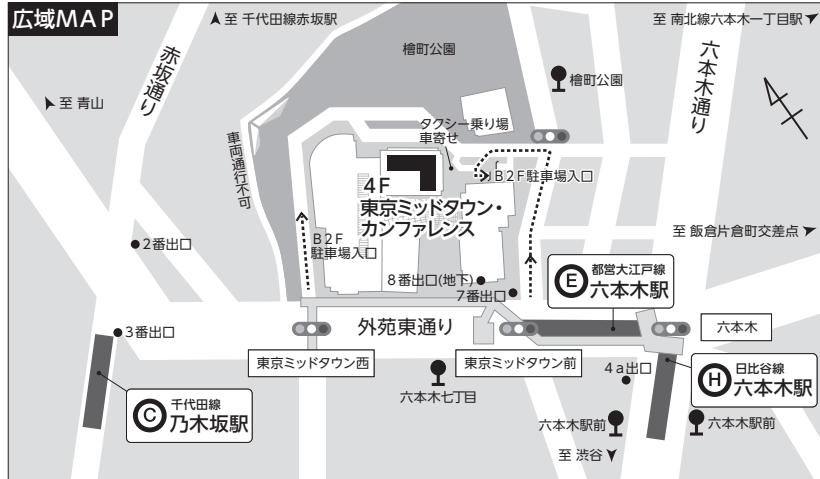 広域MAP
至 千代田線赤坂駅
至 南北線六本木一丁目駅
檜町公園
赤坂通り
六本木通り
檜町公園
至 青山
タクシー乗り場
車寄せ
車両通行不可
B2F駐車場入口
4F
東京ミッドタウン・
カンファレンス
B2F
駐車場入口
至 飯倉片倉町交差点
2番出口
8番出口(地下)
7番出口
E
都営大江戸線
六本木駅
3番出口
外苑東通り
六本木
東京ミッドタウン西
東京ミッドタウン前
4a出口
H
日比谷線
六本木駅
C
千代田線
乃木坂駅
六本木七丁目
六本木駅前
六本木駅前
至 渋谷